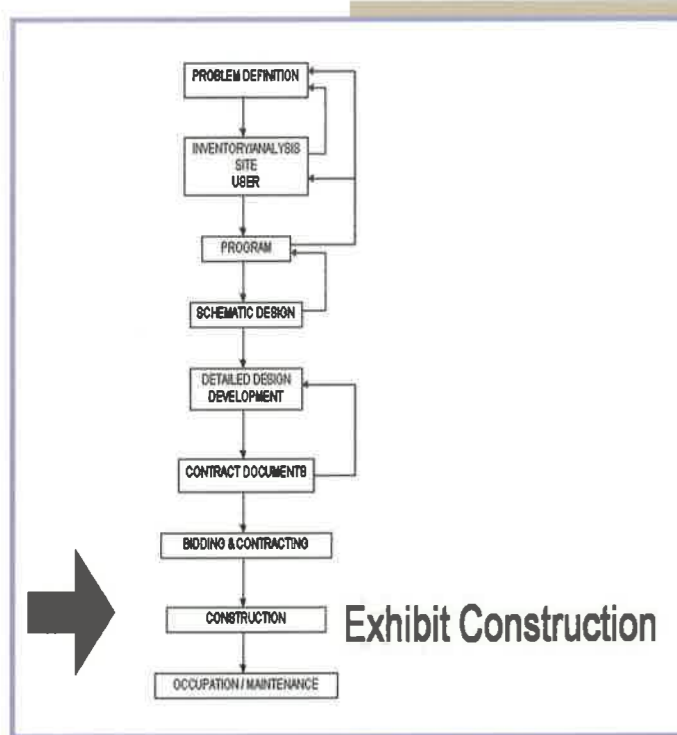 PROBLEM DEFINITION
INVENTORY/ANALYSIS
SITE
USER
PROGRAM
SCHEMATIC DESIGN
DETAILED DESIGN
DEVELOPMENT
CONTRACT DOCUMENTS
BIDDING & CONTRACTING
CONSTRUCTION
Exhibit Construction
OCCUPATION / MAINTENANCE